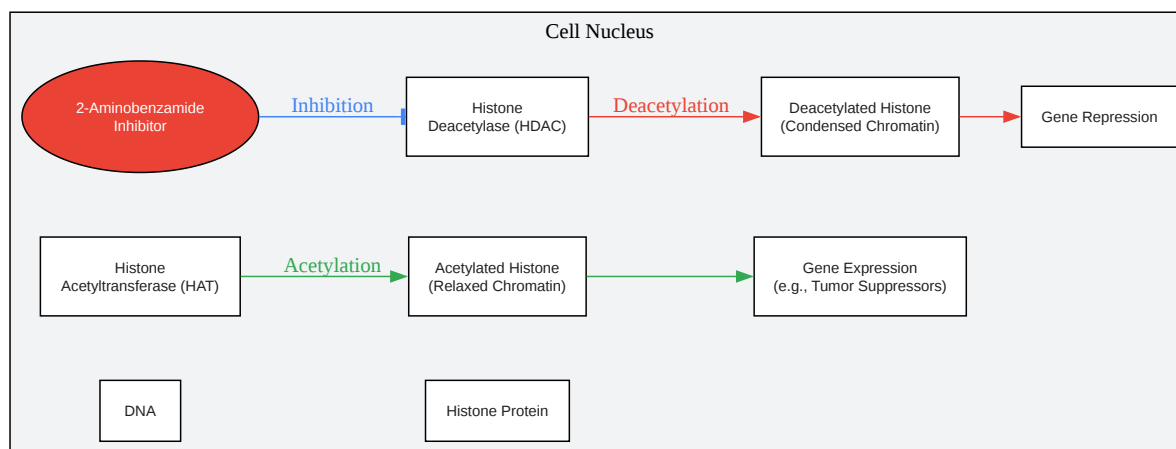 Cell Nucleus
2-Aminobenzamide
Inhibitor
Inhibition
Histone
Deacetylase (HDAC)
Deacetylation
Deacetylated Histone
(Condensed Chromatin)
Gene Repression
Histone
Acetyltransferase (HAT)
Acetylation
Acetylated Histone
(Relaxed Chromatin)
Gene Expression
(e.g., Tumor Suppressors)
DNA
Histone Protein